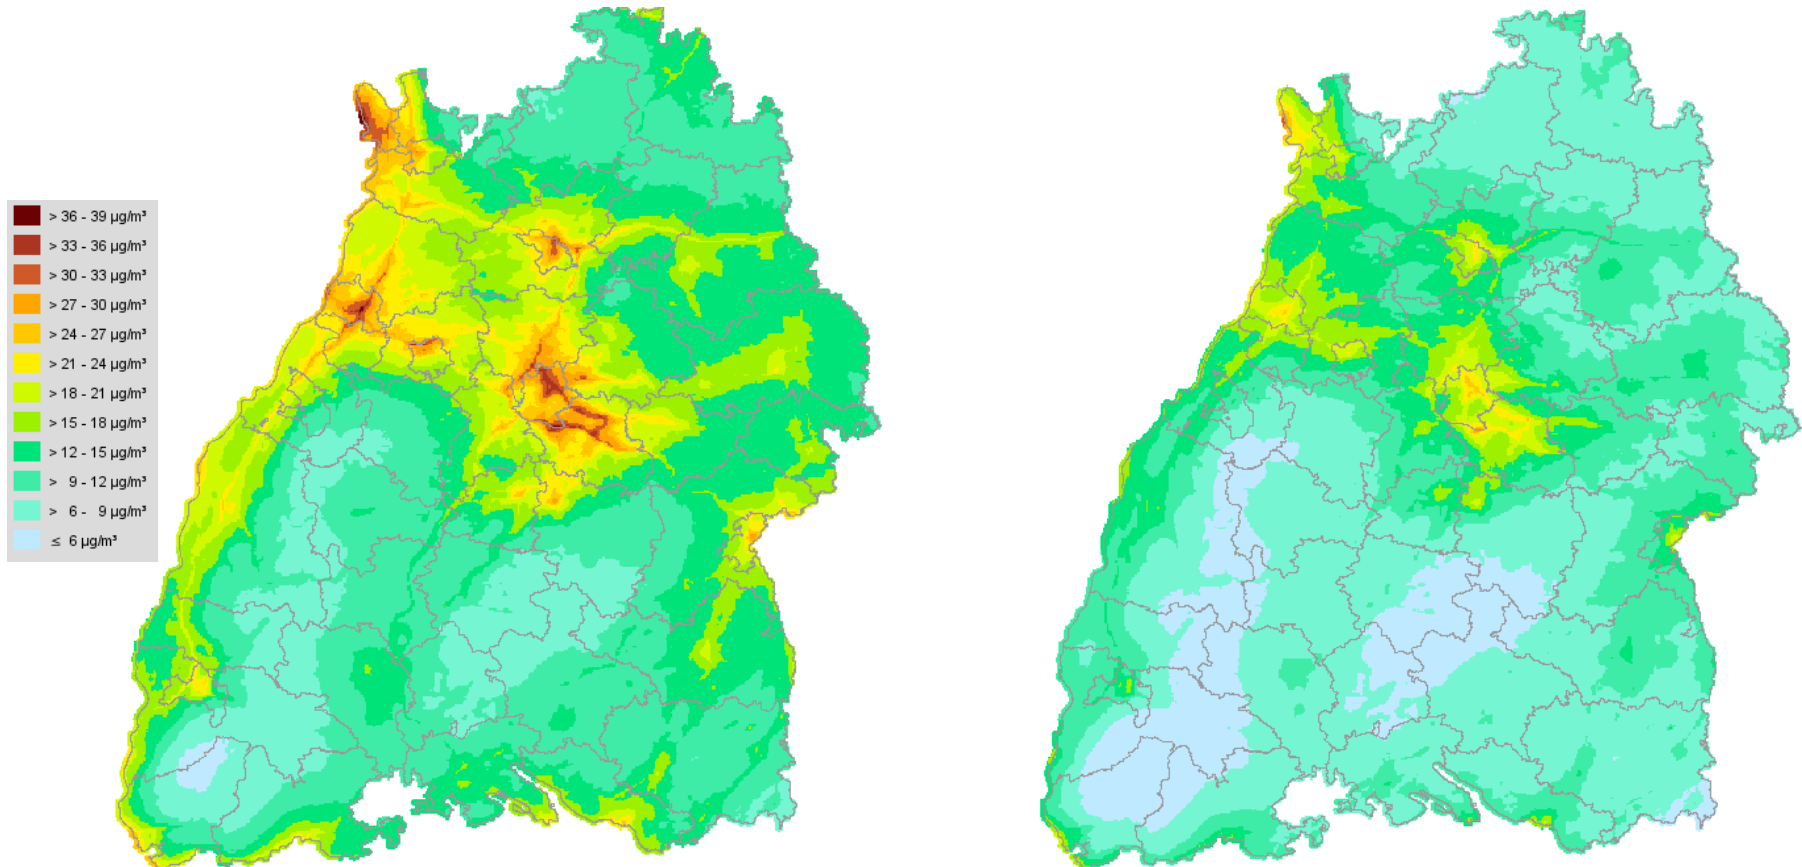 > 36 - 39 µg/m³
> 33 - 36 µg/m³
> 30 - 33 µg/m³
> 27 - 30 µg/m³
> 24 - 27 µg/m³
> 21 - 24 µg/m³
> 18 - 21 µg/m³
> 15 - 18 µg/m³
> 12 - 15 µg/m³
> 9 - 12 µg/m³
> 6 - 9 µg/m³
≤ 6 µg/m³